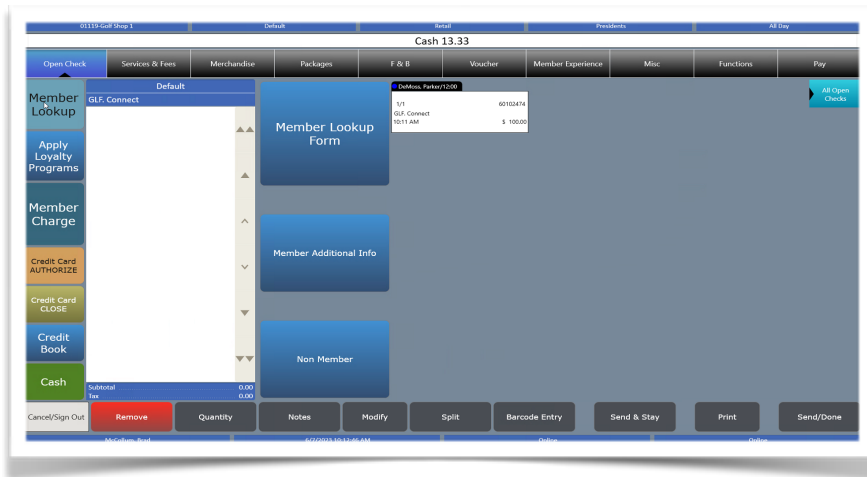 01119-Golf Shop 1 Default Retail Presidents All Day
Cash 13.33
Open Check Services & Fees Merchandise Packages F & B Voucher Member Experience Misc Functions Pay
Member
Lookup
Apply
Loyalty
Programs
Member
Charge
Credit Card
AUTHORIZE
Credit Card
CLOSE
Credit
Book
Cash
Default
GLF. Connect
Subtotal 0.00
Tax 0.00
Member Lookup
Form
Member Additional Info
Non Member
DeMoss, Parker/12:00
1/1 60102474
GLF. Connect
10:11 AM $ 100.00
All Open
Checks
Cancel/Sign Out Remove Quantity Notes Modify Split Barcode Entry Send & Stay Print Send/Done
McCollum, Brad 6/7/2023 10:12:46 AM Online Online